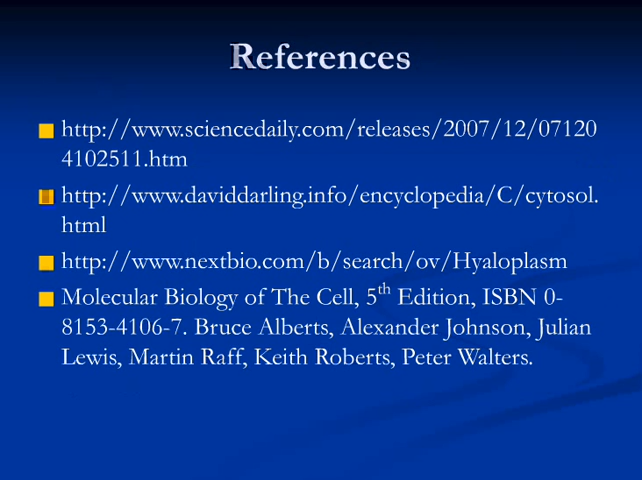 References
http://www.sciencedaily.com/releases/2007/12/07120
4102511.htm
http://www.daviddarling.info/encyclopedia/C/cytosol.
html
http://www.nextbio.com/b/search/ov/Hyaloplasm
Molecular Biology of The Cell, 5th Edition, ISBN 0-
8153-4106-7. Bruce Alberts, Alexander Johnson, Julian
Lewis, Martin Raff, Keith Roberts, Peter Walters.